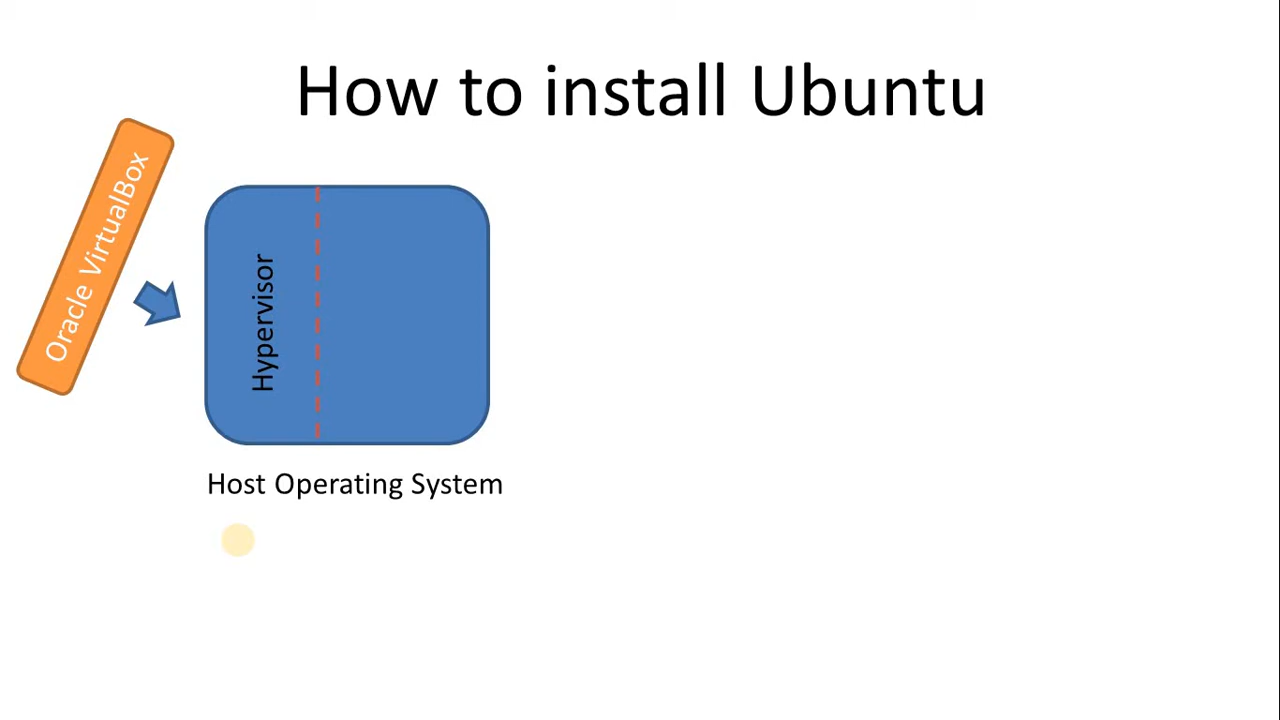 How to install Ubuntu
Oracle VirtualBox
Hypervisor
Host Operating System